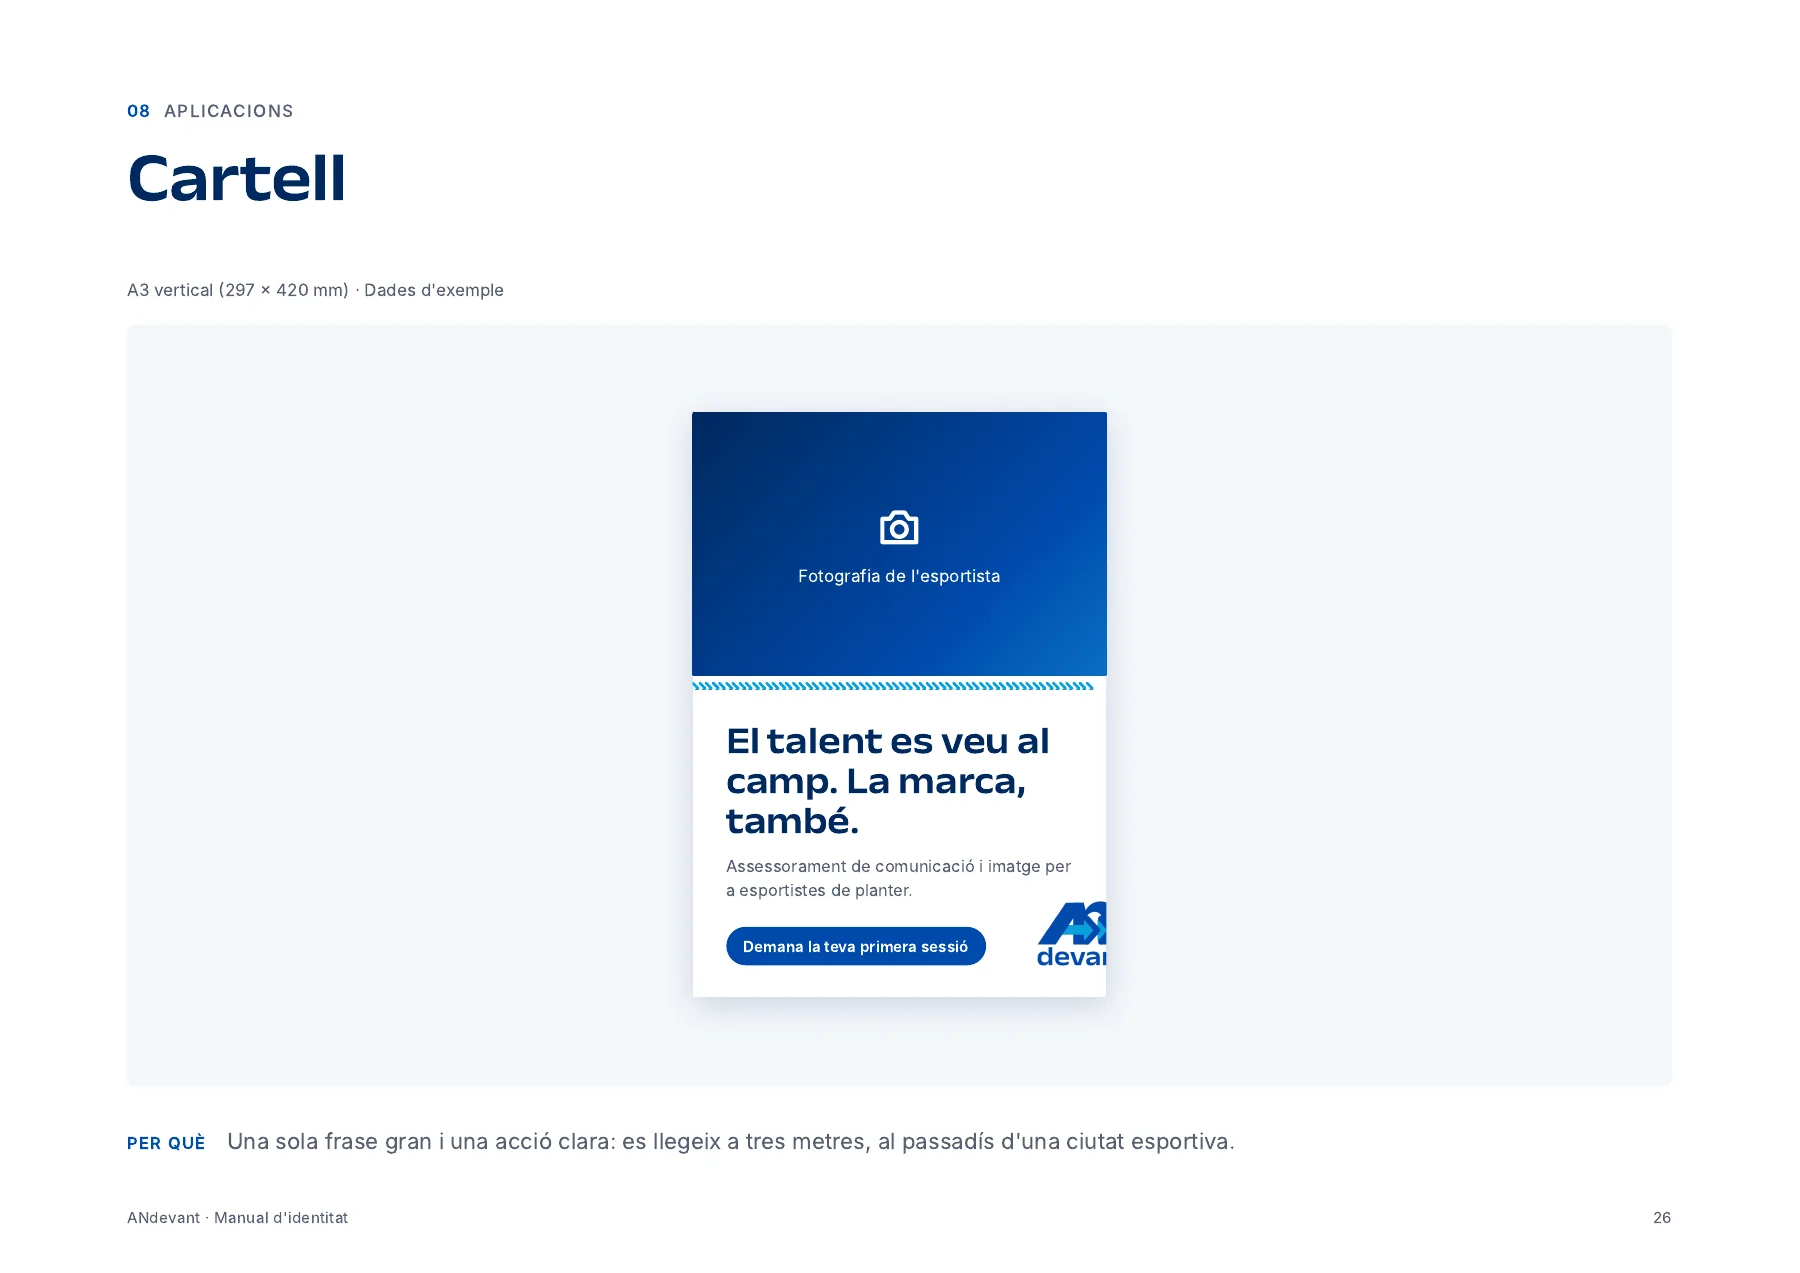 08 APLICACIONS
Cartell
A3 vertical (297 × 420 mm) · Dades d'exemple
Fotografia de l'esportista
El talent es veu al
camp. La marca,
també.
Assessorament de comunicació i imatge per
a esportistes de planter.
Demana la teva primera sessió
AN
PER QUÈ Una sola frase gran i una acció clara: es llegeix a tres metres, al passadís d'una ciutat esportiva.
ANdevant · Manual d'identitat
26